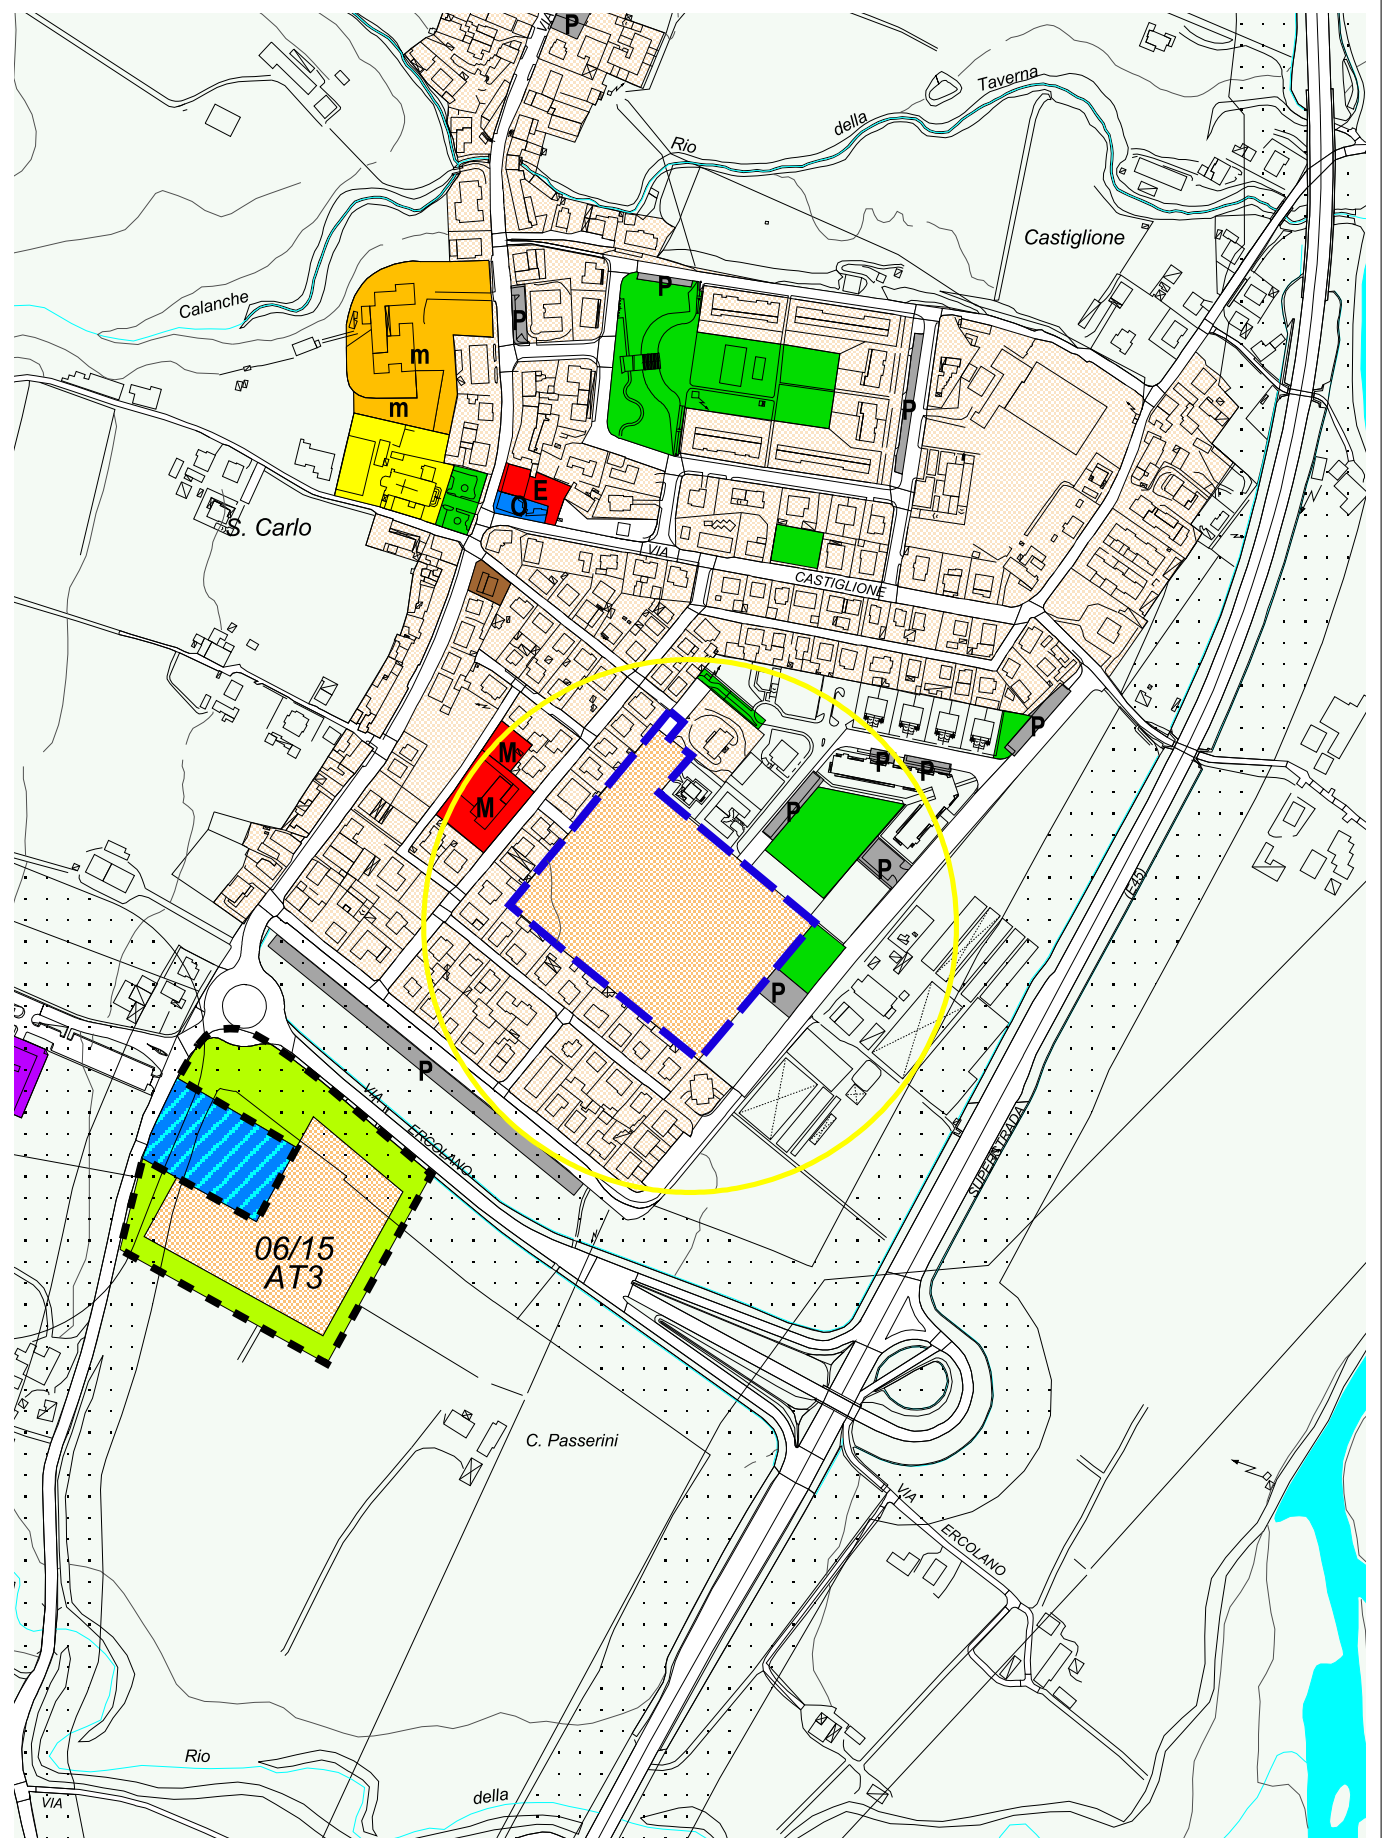 VIA
P
Taverna
della
Rio
Castiglione
Calanche
P
P
m
m
P
E
O
S. Carlo
VIA
CASTIGLIONE
P
M
P
P
M
P
P
(E45)
P
P
VIA
ERCOLANO
SUPERSTRADA
06/15
AT3
C. Passerini
VIA
ERCOLANO
Rio
della
VIA